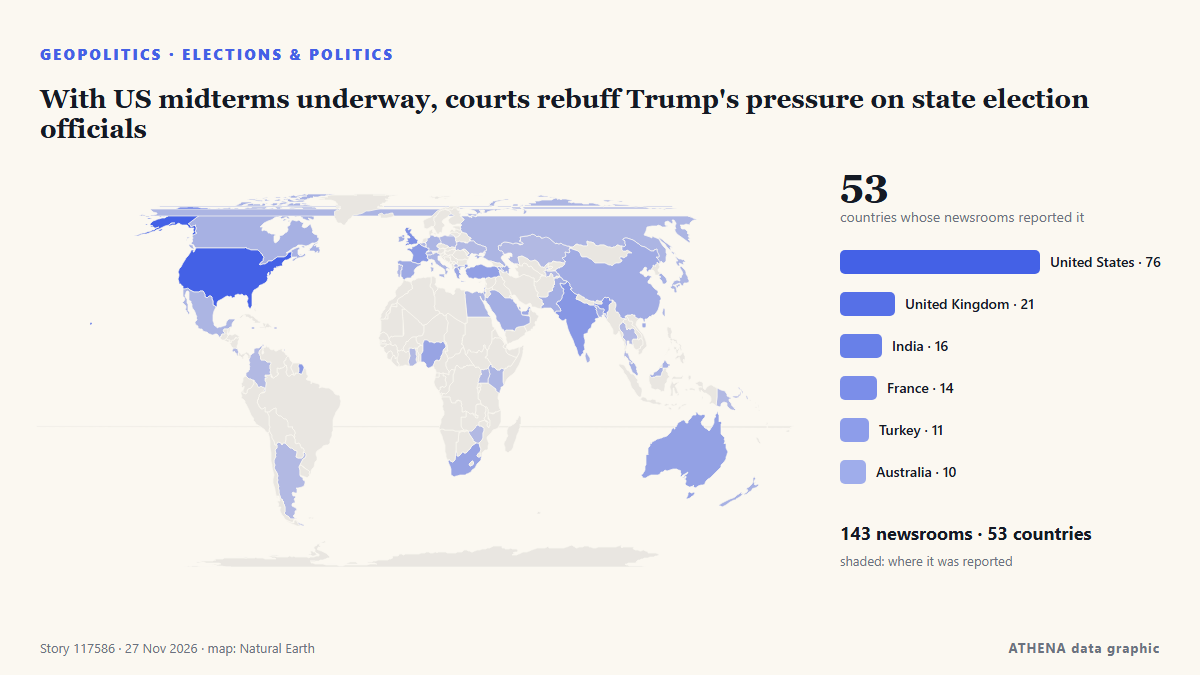 GEOPOLITICS · ELECTIONS & POLITICS
With US midterms underway, courts rebuff Trump's pressure on state election
officials
53
countries whose newsrooms reported it
United States · 76
United Kingdom · 21
India · 16
France · 14
Turkey · 11
Australia · 10
143 newsrooms · 53 countries
shaded: where it was reported
Story 117586 · 27 Nov 2026 · map: Natural Earth
ATHENA data graphic